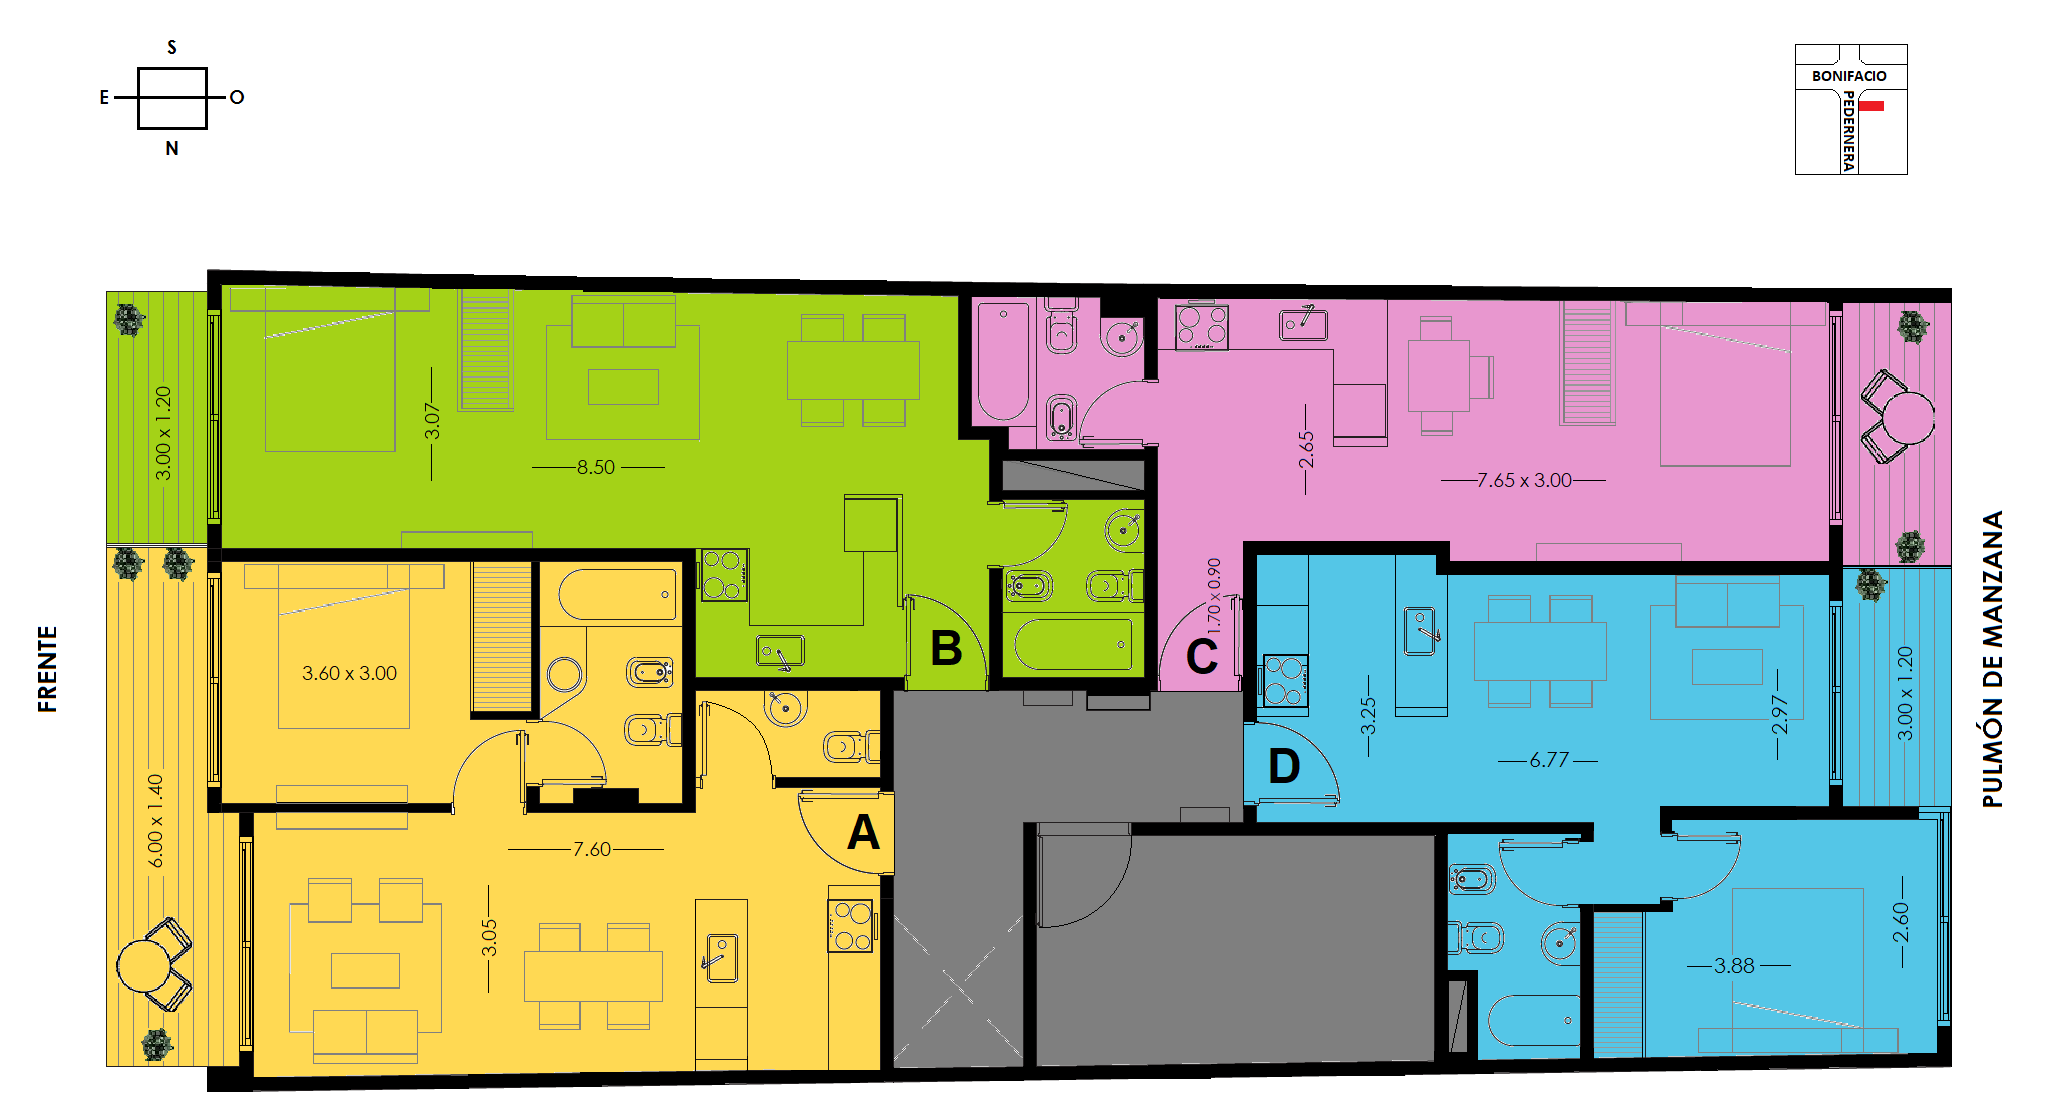 S
E
O
N
BONIFACIO
PEDERNERA
FRENTE
PULMÓN DE MANZANA
3.00 x 1.20
3.07
8.50
B
2.65
7.65 x 3.00
1.70 x 0.90
C
3.60 x 3.00
6.00 x 1.40
7.60
3.05
A
3.25
6.77
2.97
3.00 x 1.20
D
3.88
2.60